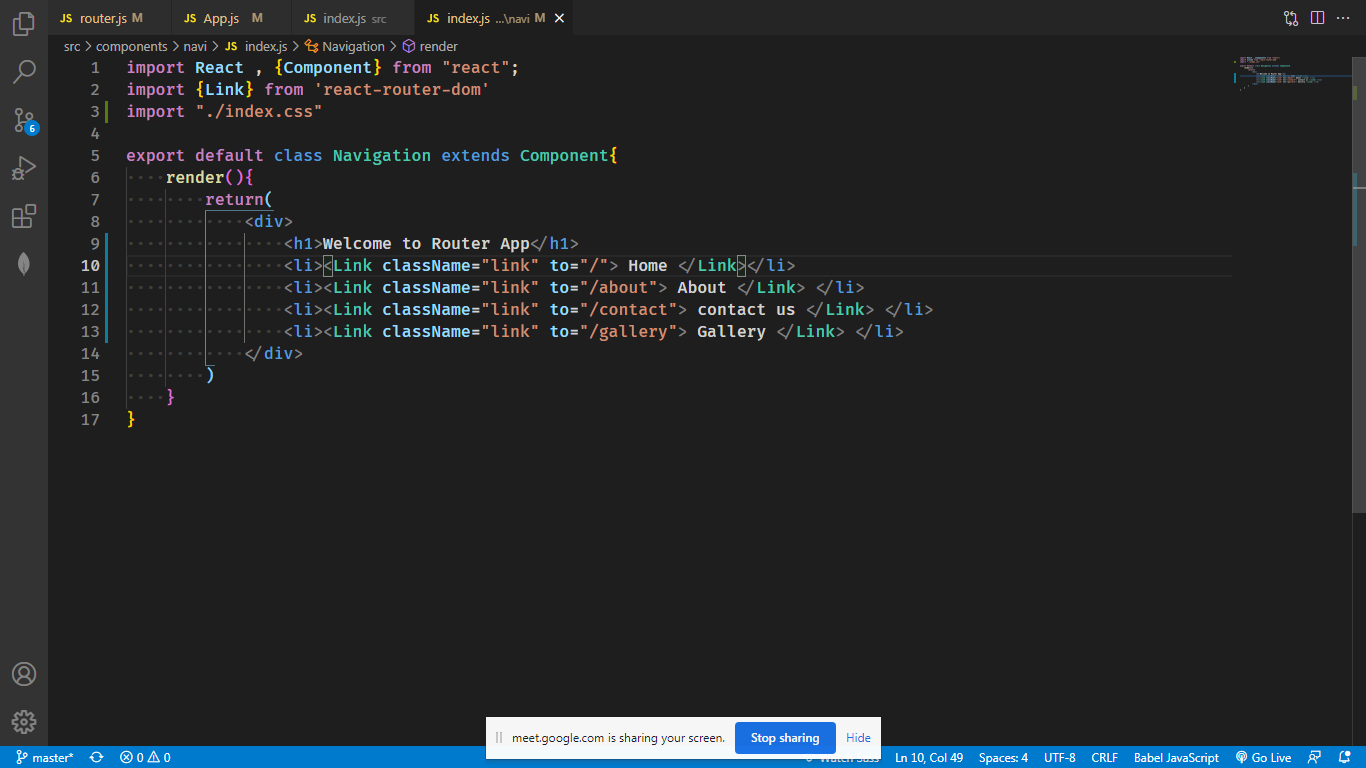 JS router.js M JS App.js M JS index.js src JS index.js ...\navi M
src > components > navi > JS index.js > Navigation > render
1 import React , {Component} from "react";
2 import {Link} from 'react-router-dom'
3 import "./index.css"
4
5 export default class Navigation extends Component{
6 render(){
7 return(
8 <div>
9 <h1>Welcome to Router App</h1>
10 <li><Link className="link" to="/"> Home </Link></li>
11 <li><Link className="link" to="/about"> About </Link> </li>
12 <li><Link className="link" to="/contact"> contact us </Link> </li>
13 <li><Link className="link" to="/gallery"> Gallery </Link> </li>
14 </div>
15 )
16 }
17 }
6
meet.google.com is sharing your screen. Stop sharing Hide
master* 0 0 Watch Sass Ln 10, Col 49 Spaces: 4 UTF-8 CRLF Babel JavaScript Go Live